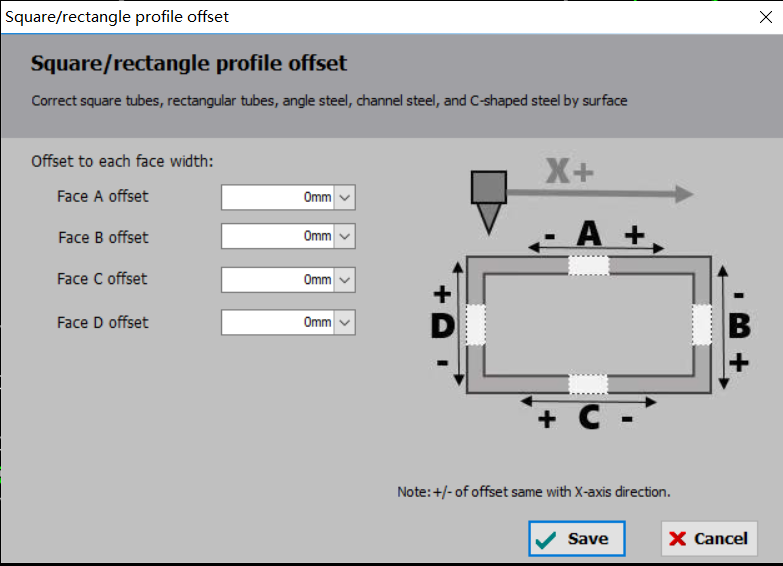 Square/rectangle profile offset
Square/rectangle profile offset
Correct square tubes, rectangular tubes, angle steel, channel steel, and C-shaped steel by surface
Offset to each face width:
Face A offset 0mm
Face B offset 0mm
Face C offset 0mm
Face D offset 0mm
X+
- A +
+ D -
- B +
+ C -
Note: +/- of offset same with X-axis direction.
Save Cancel